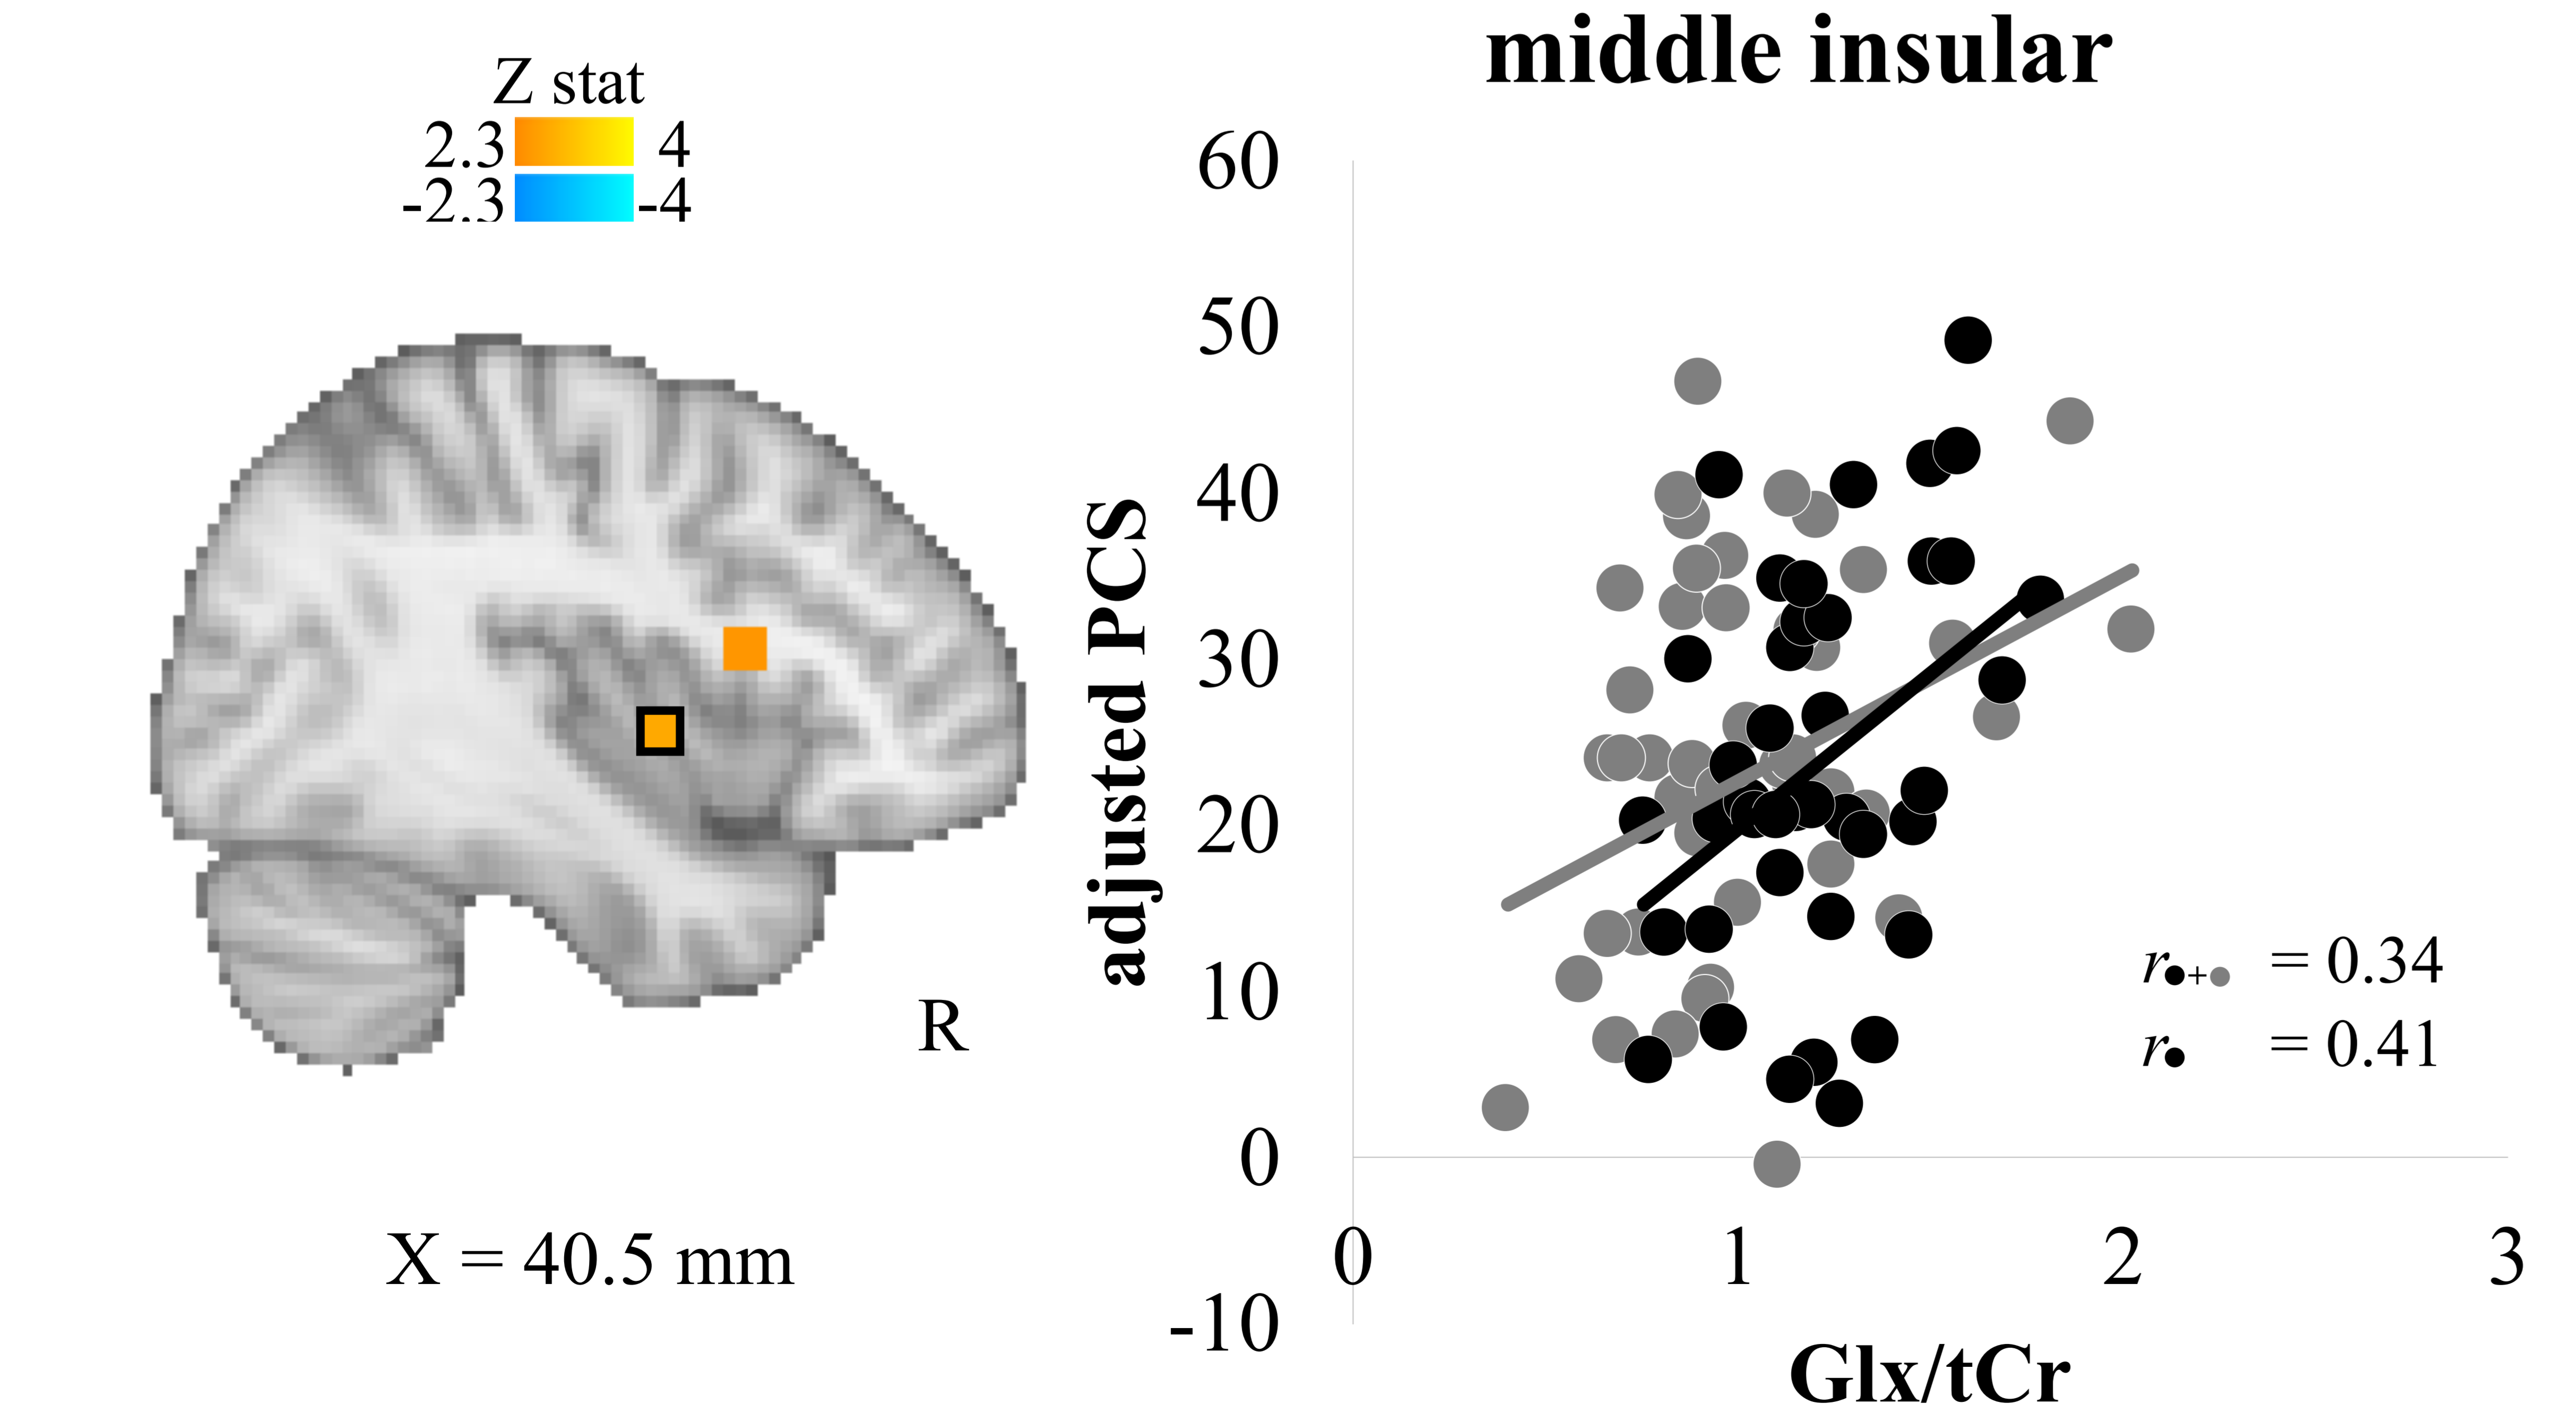 Z stat
2.3 4
-2.3 -4
R
X = 40.5 mm
middle insular
60
50
40
30
20
10
0
-10
adjusted PCS
0 1 2 3
Glx/tCr
r●+● = 0.34
r● = 0.41